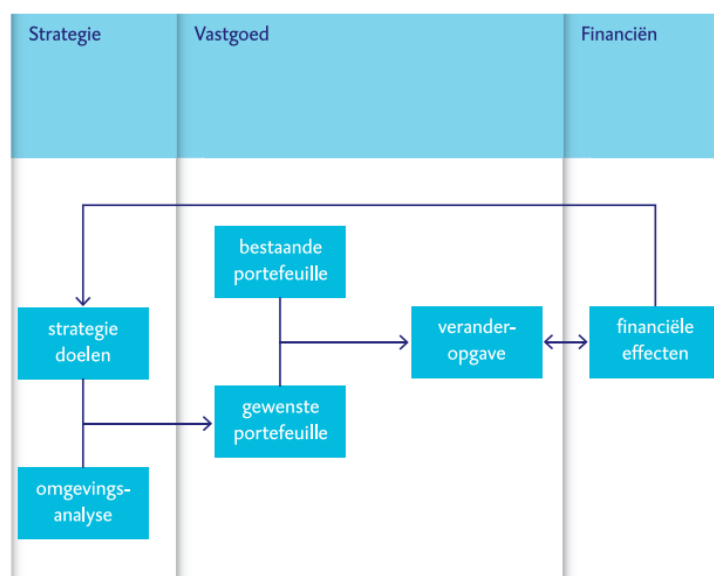 Strategie
Vastgoed
Financiën
bestaande
portefeuille
strategie
doelen
verander-
opgave
financiële
effecten
gewenste
portefeuille
omgevings-
analyse